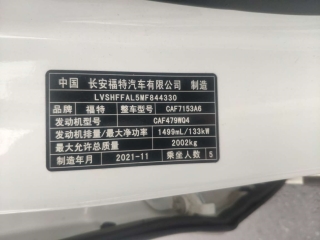 中国 长安福特汽车有限公司 制造
LVSHFFAL5MF844330
品牌 福特 整车型号 CAF7153A6
发动机型号 CAF479WQ4
发动机排量/最大净功率 1499mL/133kW
最大允许总质量 2002kg
制造年月 2021-11 乘坐人数 5